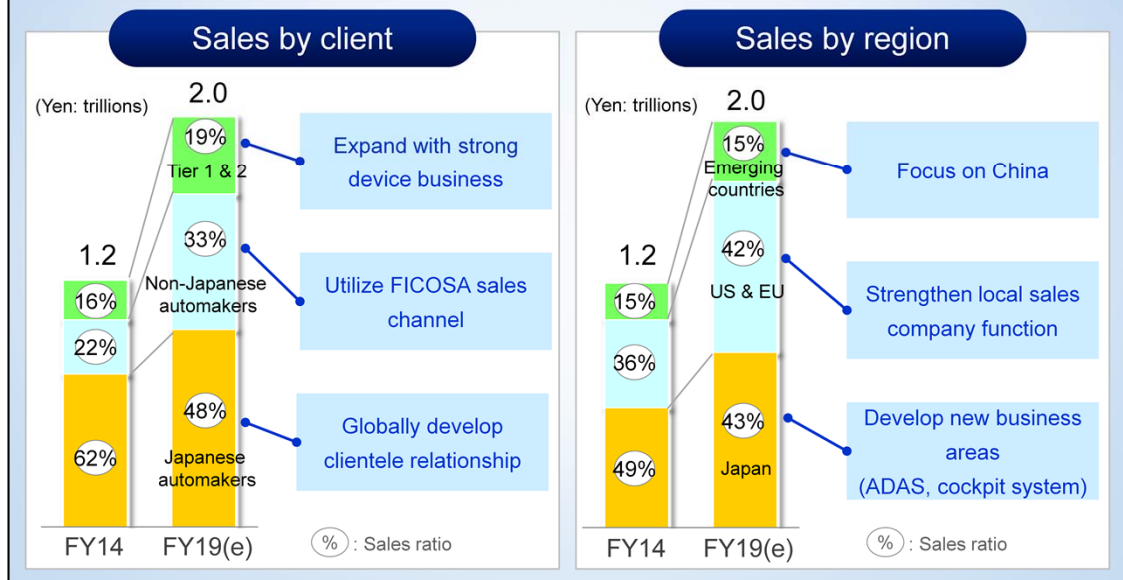 Sales by client
(Yen: trillions)
2.0
19%
Tier 1 & 2
Expand with strong
device business
1.2
33%
Non-Japanese
automakers
Utilize FICOSA sales
channel
16%
22%
48%
Japanese
automakers
Globally develop
clientele relationship
62%
FY14
FY19(e)
% : Sales ratio
Sales by region
(Yen: trillions)
2.0
15%
Emerging
countries
Focus on China
1.2
42%
US & EU
Strengthen local sales
company function
15%
36%
43%
Japan
Develop new business
areas
(ADAS, cockpit system)
49%
FY14
FY19(e)
% : Sales ratio